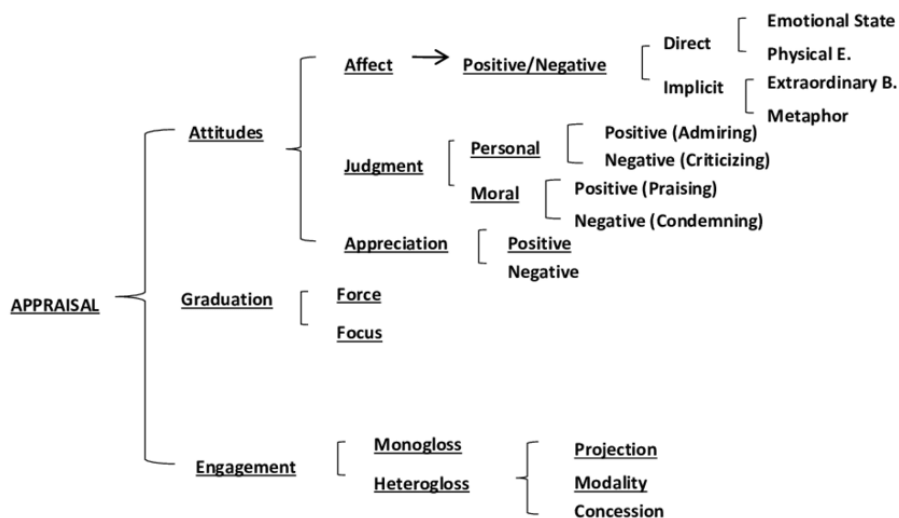 Emotional State
Direct
Affect
Positive/Negative
Physical E.
Implicit
Extraordinary B.
Metaphor
Attitudes
Positive (Admiring)
Personal
Negative (Criticizing)
Judgment
Positive (Praising)
Moral
Negative (Condemning)
Appreciation
Positive
Negative
APPRAISAL
Graduation
Force
Focus
Engagement
Monogloss
Heterogloss
Projection
Modality
Concession